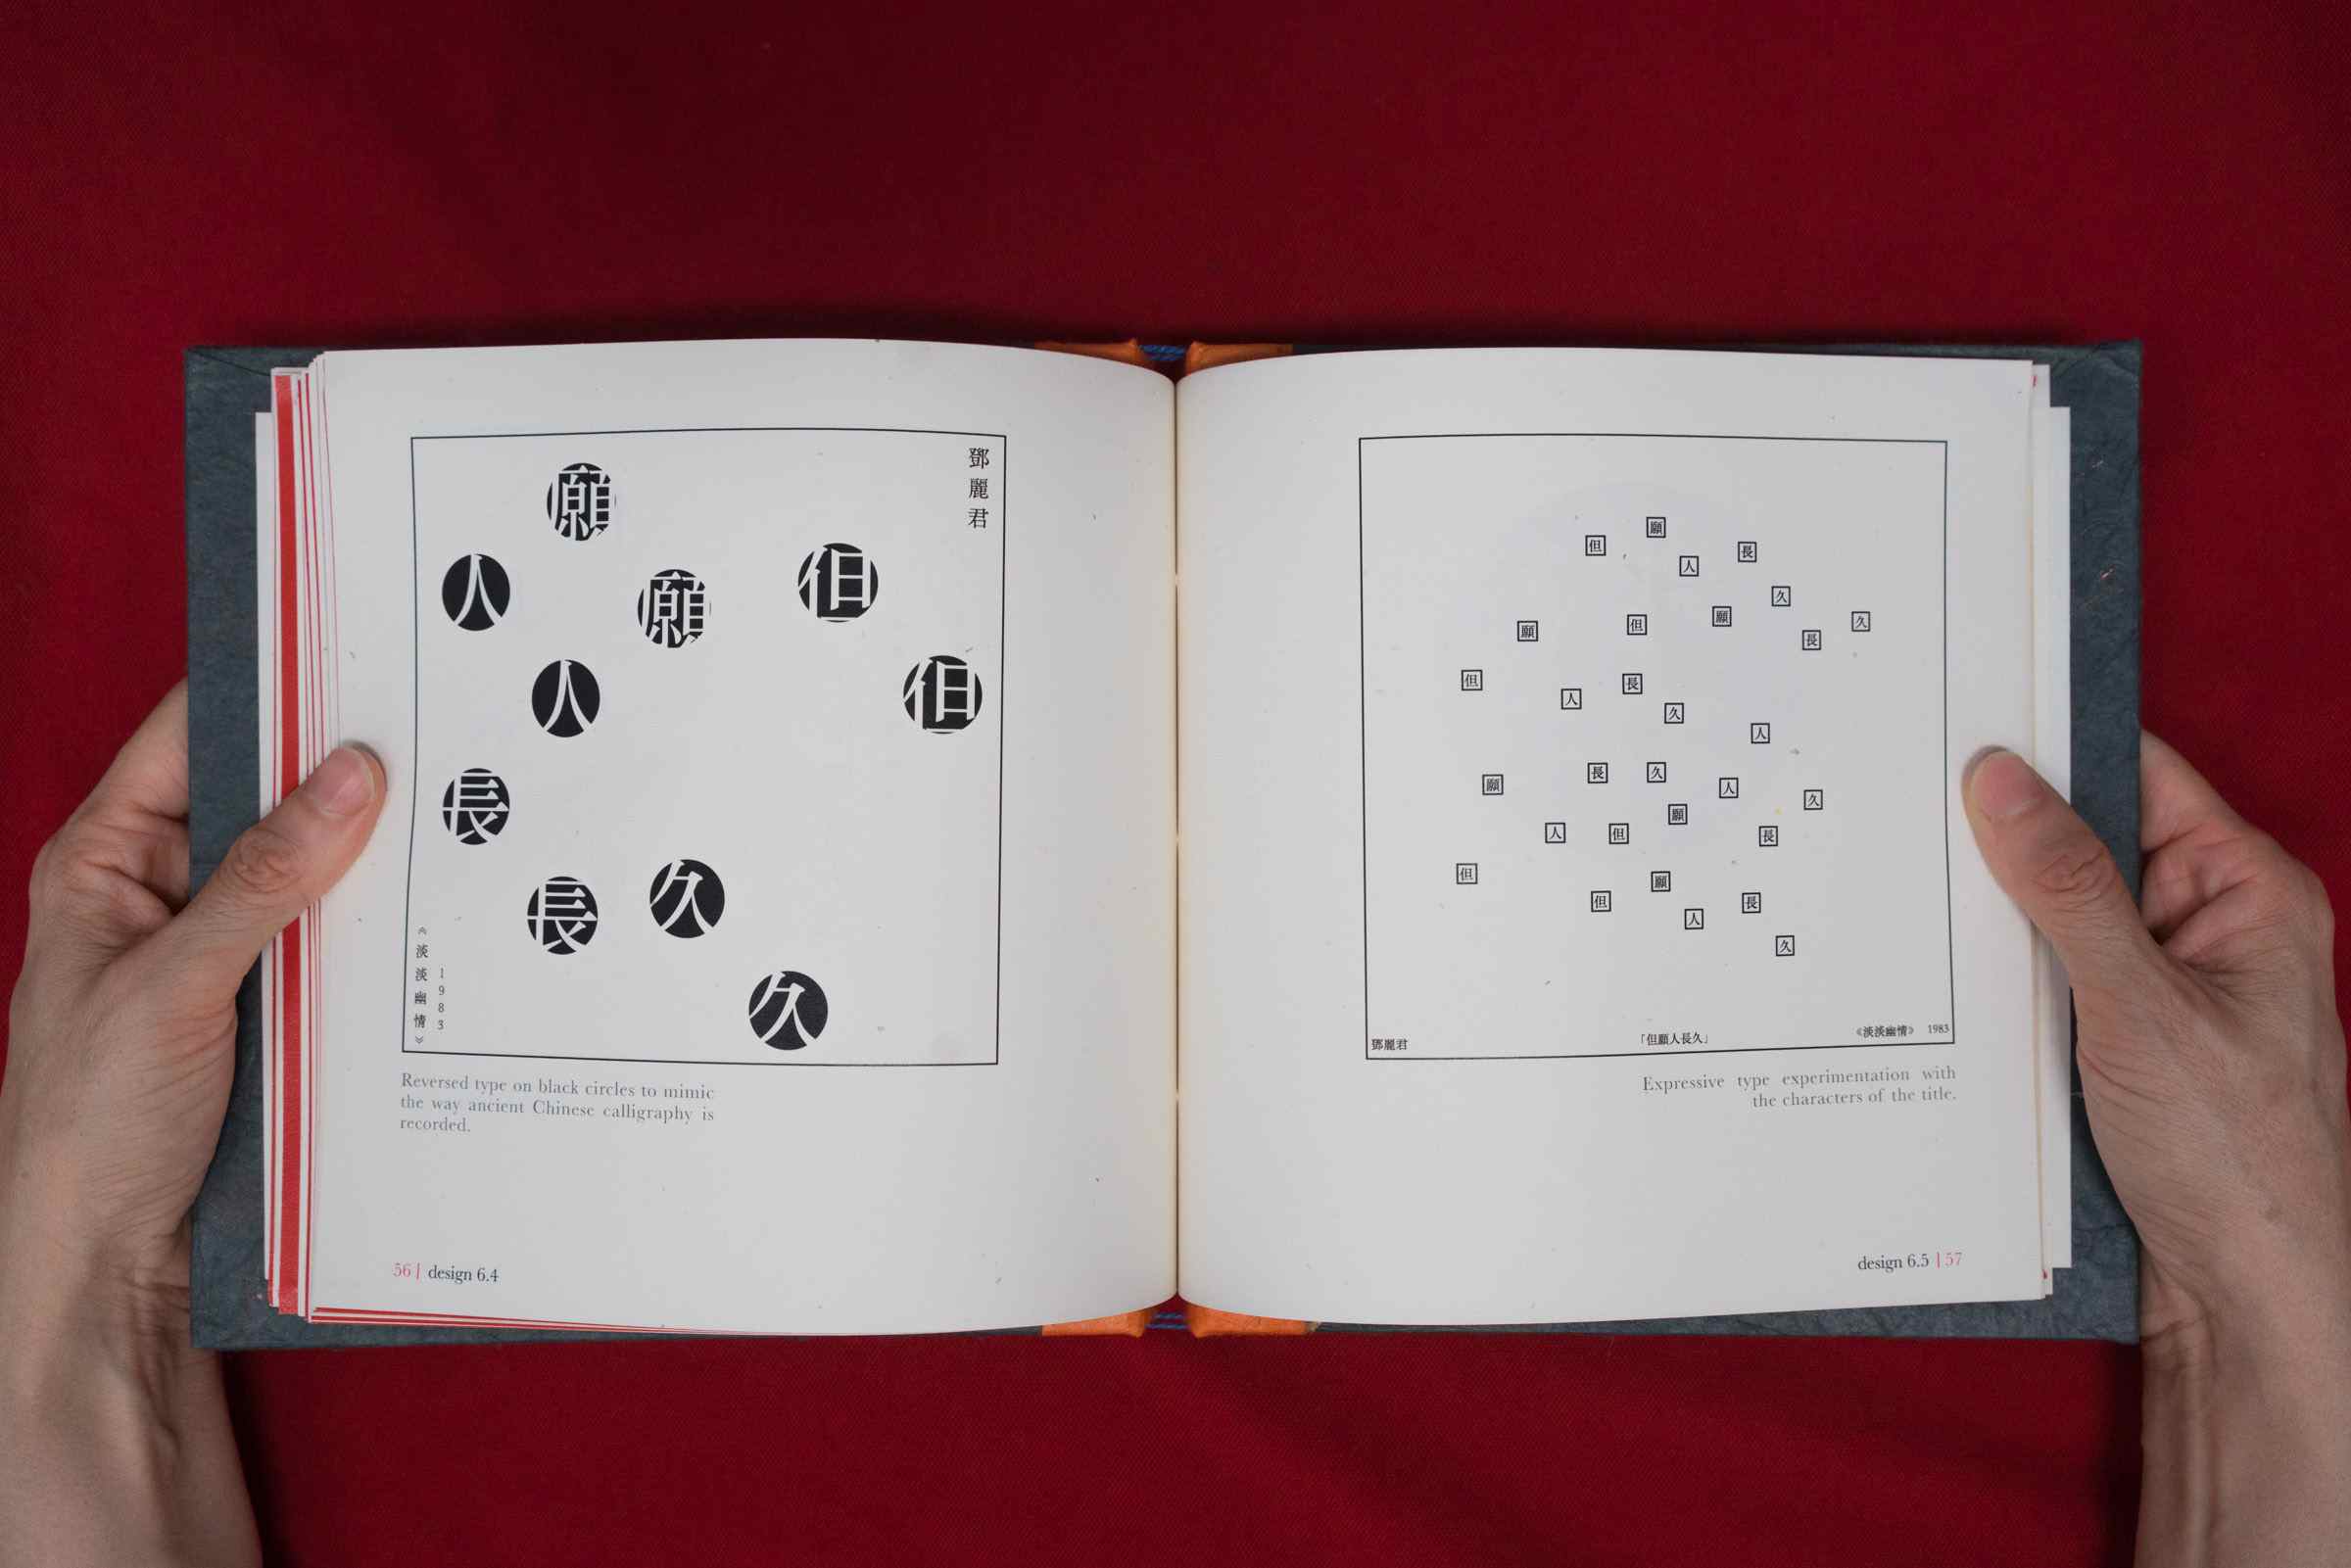 鄧麗君
願
人
願
但
人
但
長
長
久
久
《淡淡幽情》
1983
Reversed type on black circles to mimic
the way ancient Chinese calligraphy is
recorded.
56 | design 6.4
但
願
人
長
久
願
但
願
長
久
但
人
長
久
人
願
長
久
人
久
人
但
願
長
但
但
願
人
長
久
鄧麗君
「但願人長久」
《淡淡幽情》 1983
Expressive type experimentation with
the characters of the title.
design 6.5 | 57